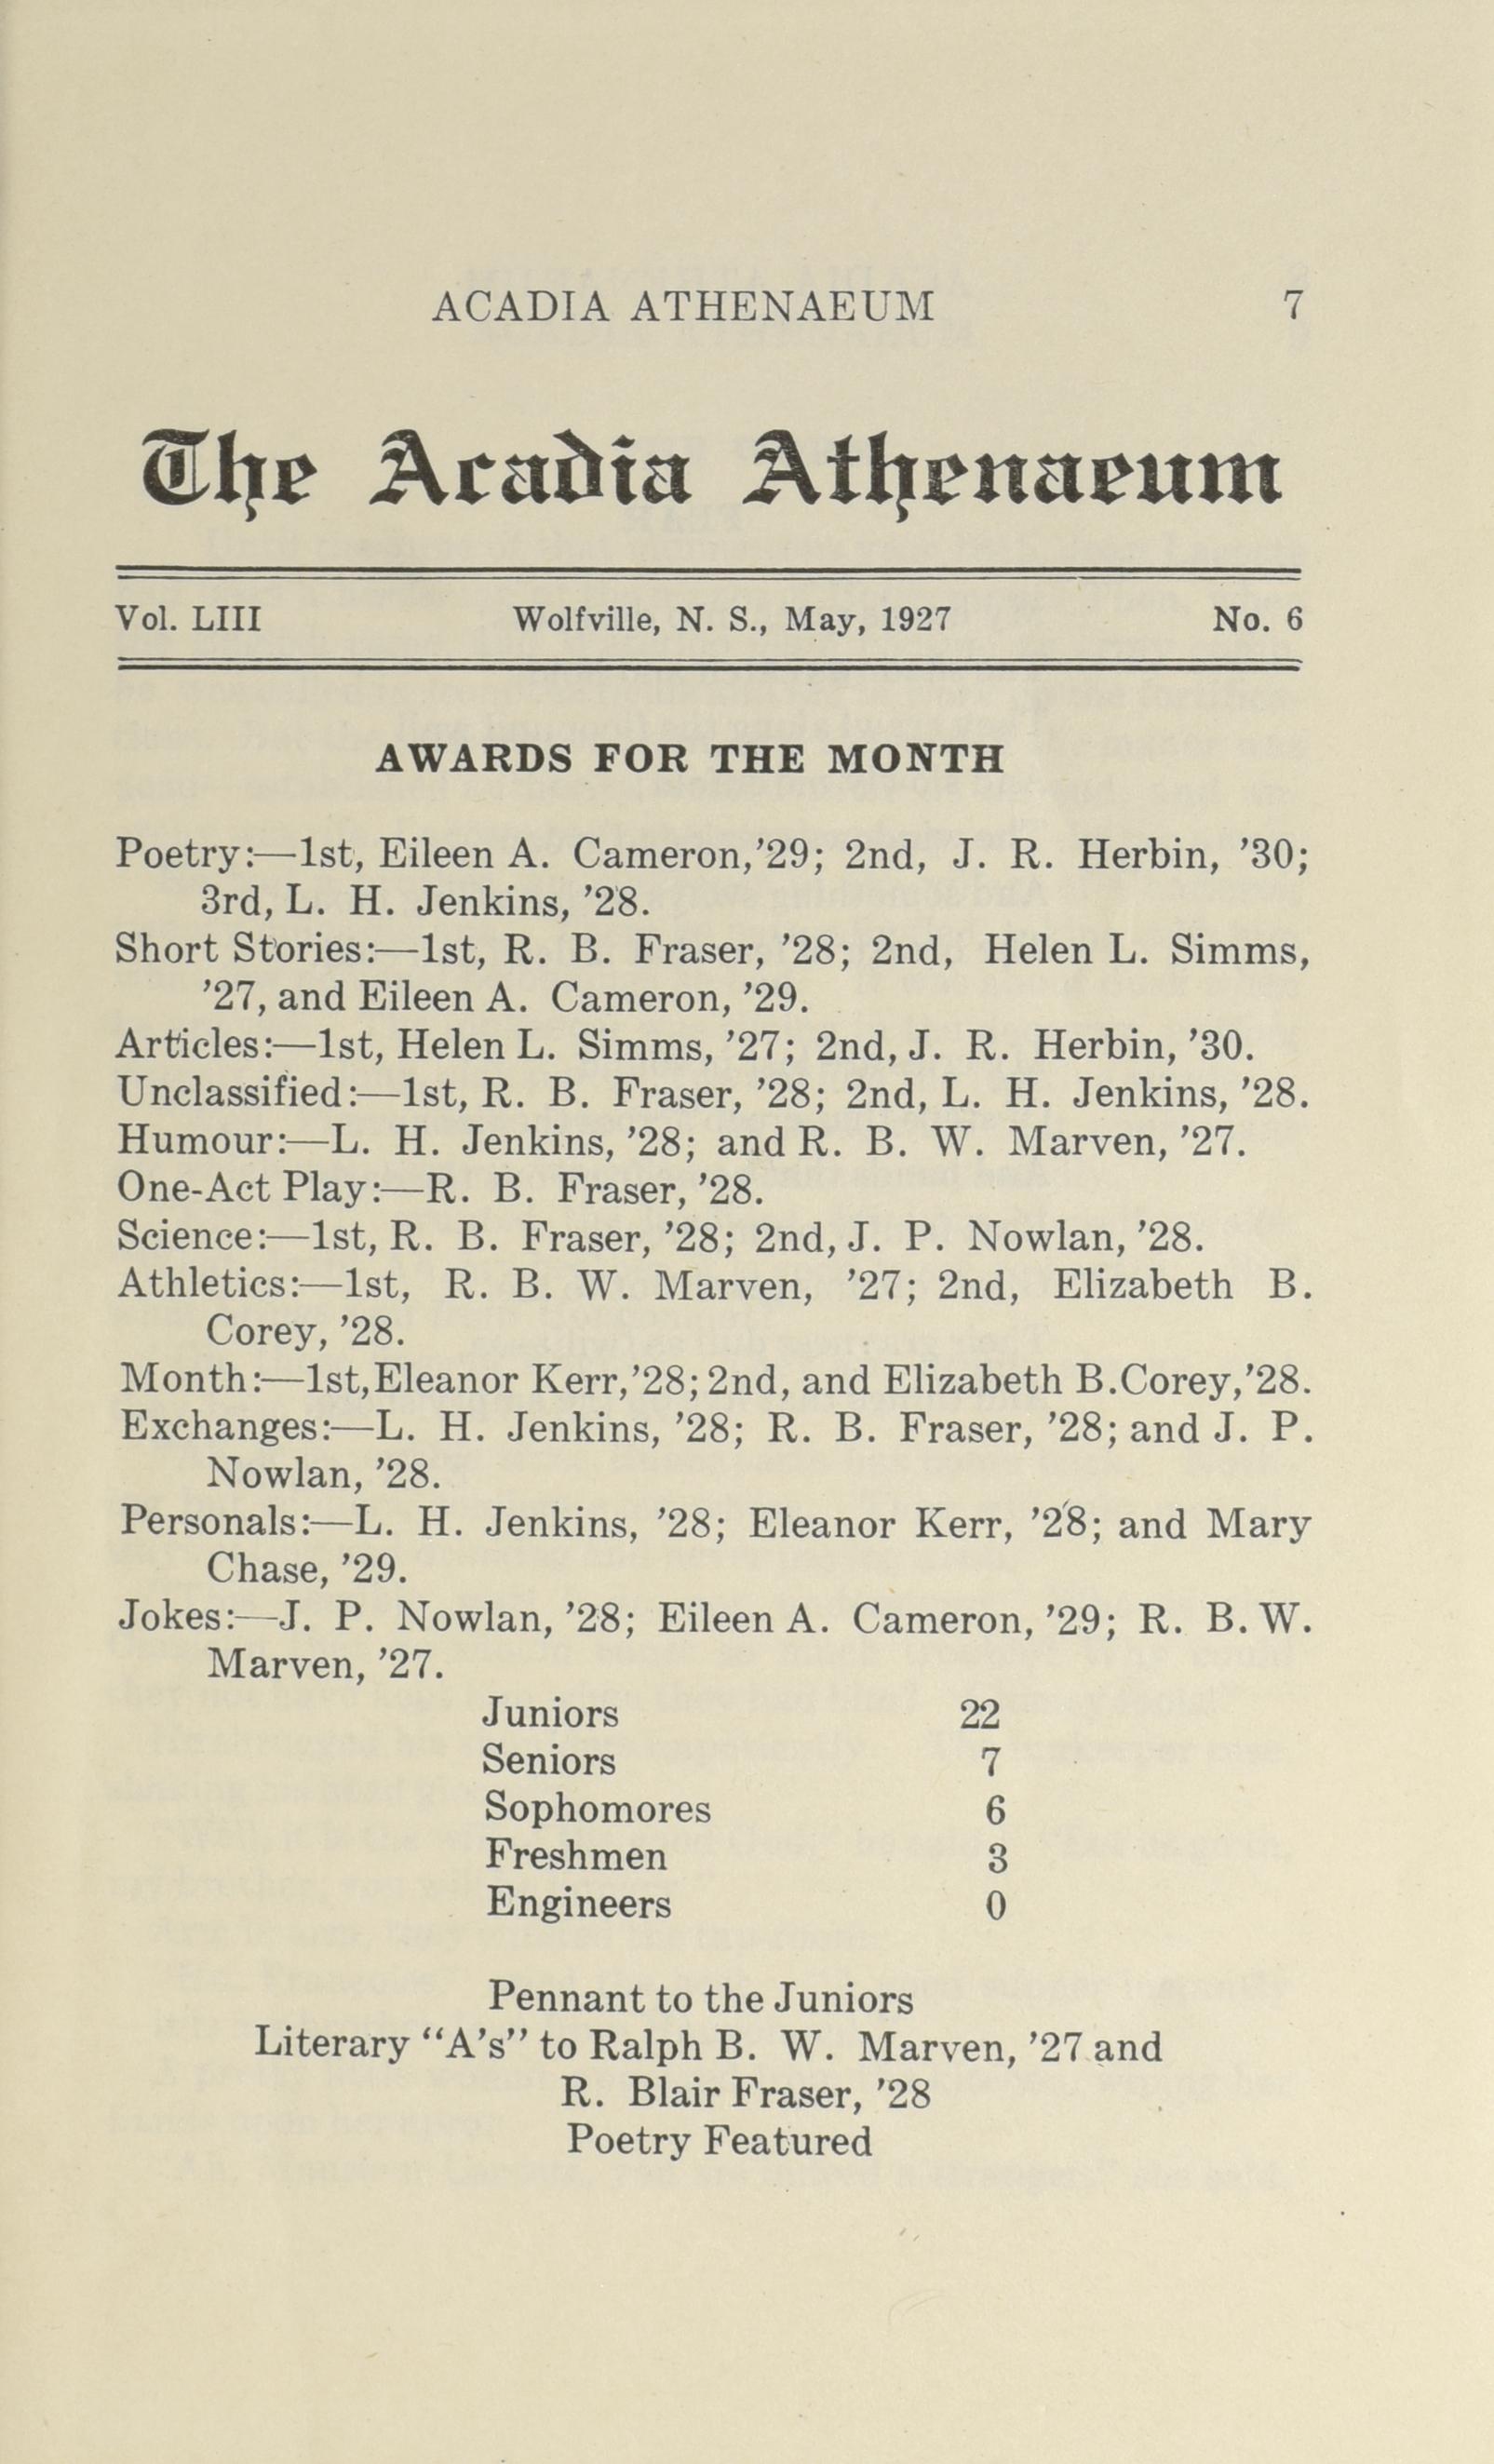 ACADIA ATHENAEUM 7
The Acadia Athenaeum
Vol. LIII Wolfville, N. S., May, 1927 No. 6
AWARDS FOR THE MONTH
Poetry:—1st, Eileen A. Cameron,'29; 2nd, J. R. Herbin, '30;
3rd, L. H. Jenkins, '28.
Short Stories:—1st, R. B. Fraser, '28; 2nd, Helen L. Simms,
'27, and Eileen A. Cameron, '29.
Articles:—1st, Helen L. Simms, '27; 2nd, J. R. Herbin, '30.
Unclassified:—1st, R. B. Fraser, '28; 2nd, L. H. Jenkins, '28.
Humour:—L. H. Jenkins, '28; and R. B. W. Marven, '27.
One-Act Play:—R. B. Fraser, '28.
Science:—1st, R. B. Fraser, '28; 2nd, J. P. Nowlan, '28.
Athletics:—1st, R. B. W. Marven, '27; 2nd, Elizabeth B.
Corey, '28.
Month:—1st,Eleanor Kerr,'28; 2nd, and Elizabeth B.Corey,'28.
Exchanges:—L. H. Jenkins, '28; R. B. Fraser, '28; and J. P.
Nowlan, '28.
Personals:—L. H. Jenkins, '28; Eleanor Kerr, '28; and Mary
Chase, '29.
Jokes:—J. P. Nowlan, '28; Eileen A. Cameron, '29; R. B. W.
Marven, '27.
Juniors 22
Seniors 7
Sophomores 6
Freshmen 3
Engineers 0
Pennant to the Juniors
Literary "A's" to Ralph B. W. Marven, '27 and
R. Blair Fraser, '28
Poetry Featured